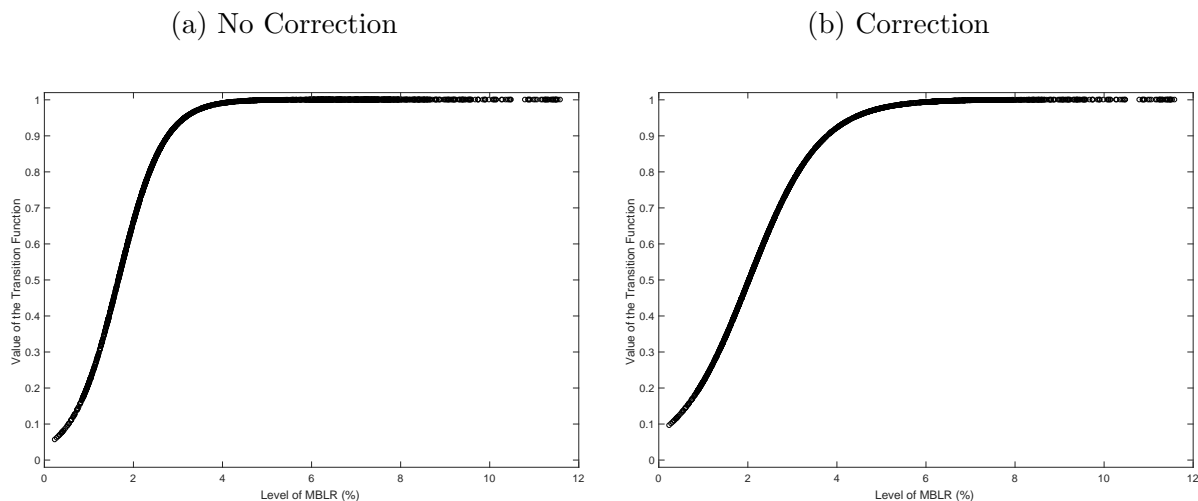 (a) No Correction
1
0.9
0.8
0.7
0.6
0.5
0.4
0.3
0.2
0.1
0
Value of the Transition Function
0 2 4 6 8 10 12
Level of MBLR (%)
(b) Correction
1
0.9
0.8
0.7
0.6
0.5
0.4
0.3
0.2
0.1
0
Value of the Transition Function
0 2 4 6 8 10 12
Level of MBLR (%)